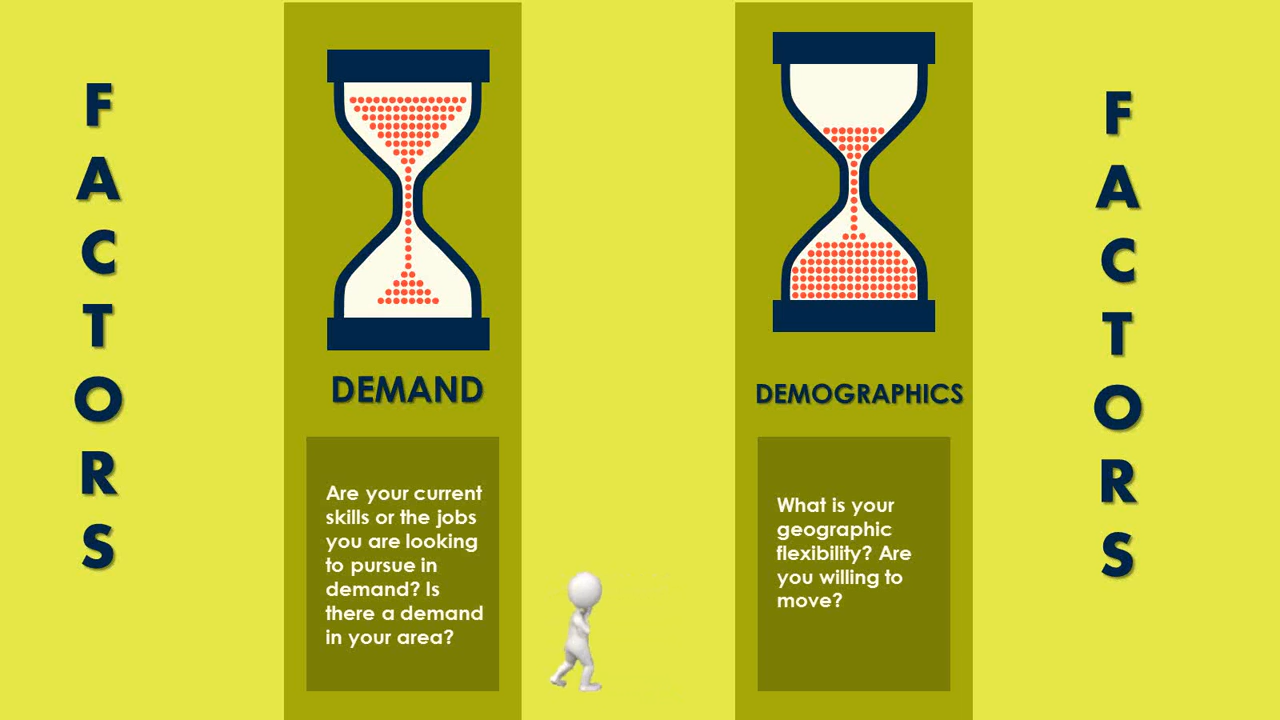 F
A
C
T
O
R
S
DEMAND
Are your current
skills or the jobs
you are looking
to pursue in
demand? Is
there a demand
in your area?
DEMOGRAPHICS
What is your
geographic
flexibility? Are
you willing to
move?
F
A
C
T
O
R
S